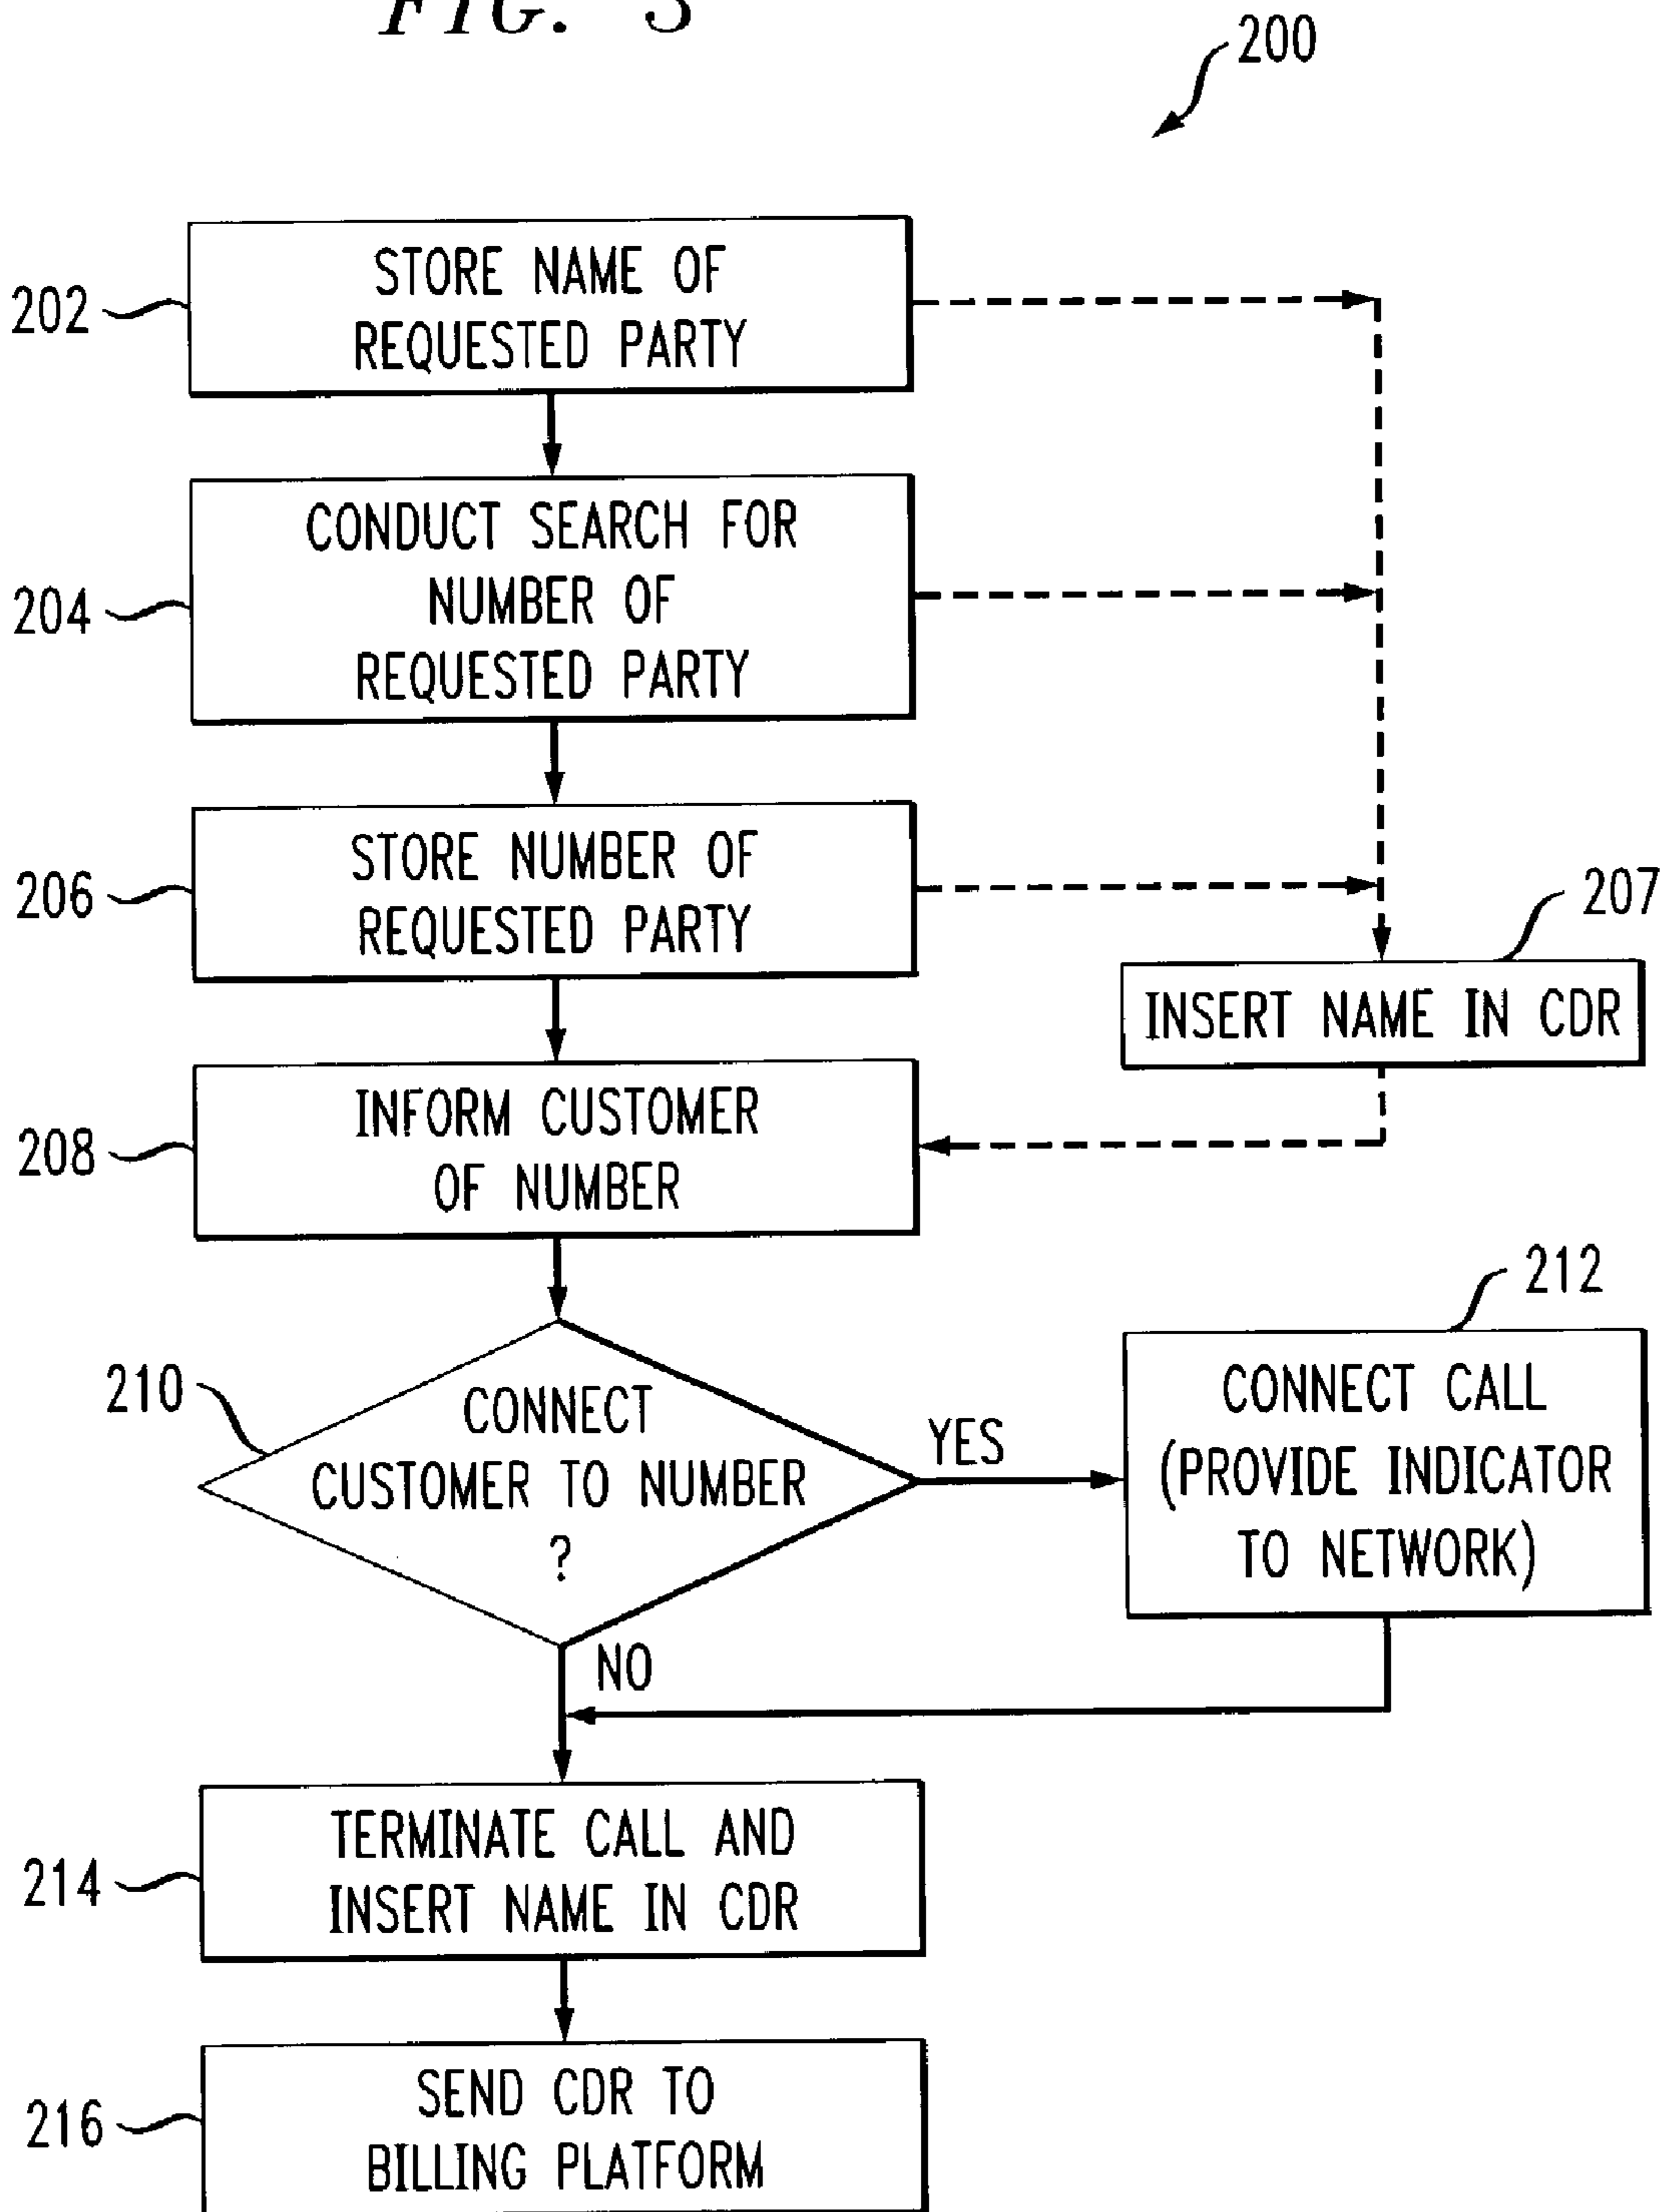 FIG. 3
200
202
STORE NAME OF
REQUESTED PARTY
204
CONDUCT SEARCH FOR
NUMBER OF
REQUESTED PARTY
206
STORE NUMBER OF
REQUESTED PARTY
207
INSERT NAME IN CDR
208
INFORM CUSTOMER
OF NUMBER
210
CONNECT
CUSTOMER TO NUMBER
?
YES
212
CONNECT CALL
(PROVIDE INDICATOR
TO NETWORK)
NO
214
TERMINATE CALL AND
INSERT NAME IN CDR
216
SEND CDR TO
BILLING PLATFORM